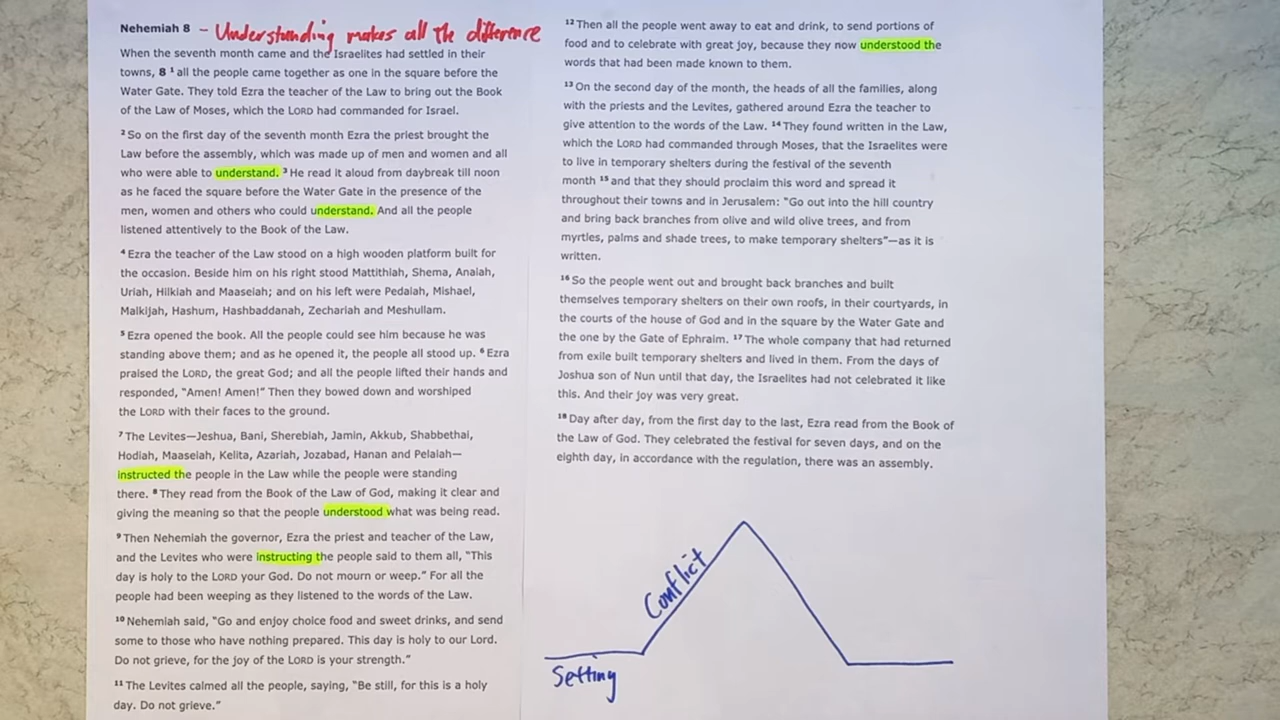 Nehemiah 8 - Understanding makes all the difference
When the seventh month came and the Israelites had settled in their
towns, 8 1 all the people came together as one in the square before the
Water Gate. They told Ezra the teacher of the Law to bring out the Book
of the Law of Moses, which the LORD had commanded for Israel.
2 So on the first day of the seventh month Ezra the priest brought the
Law before the assembly, which was made up of men and women and all
who were able to understand. 3 He read it aloud from daybreak till noon
as he faced the square before the Water Gate in the presence of the
men, women and others who could understand. And all the people
listened attentively to the Book of the Law.
4 Ezra the teacher of the Law stood on a high wooden platform built for
the occasion. Beside him on his right stood Mattithiah, Shema, Anaiah,
Uriah, Hilkiah and Maaseiah; and on his left were Pedaiah, Mishael,
Malkijah, Hashum, Hashbaddanah, Zechariah and Meshullam.
5 Ezra opened the book. All the people could see him because he was
standing above them; and as he opened it, the people all stood up. 6 Ezra
praised the LORD, the great God; and all the people lifted their hands and
responded, “Amen! Amen!” Then they bowed down and worshiped
the LORD with their faces to the ground.
7 The Levites—Jeshua, Bani, Sherebiah, Jamin, Akkub, Shabbethai,
Hodiah, Maaseiah, Kelita, Azariah, Jozabad, Hanan and Pelaiah—
instructed the people in the Law while the people were standing
there. 8 They read from the Book of the Law of God, making it clear and
giving the meaning so that the people understood what was being read.
9 Then Nehemiah the governor, Ezra the priest and teacher of the Law,
and the Levites who were instructing the people said to them all, “This
day is holy to the LORD your God. Do not mourn or weep.” For all the
people had been weeping as they listened to the words of the Law.
10 Nehemiah said, “Go and enjoy choice food and sweet drinks, and send
some to those who have nothing prepared. This day is holy to our Lord.
Do not grieve, for the joy of the LORD is your strength.”
11 The Levites calmed all the people, saying, “Be still, for this is a holy
day. Do not grieve.”
12 Then all the people went away to eat and drink, to send portions of
food and to celebrate with great joy, because they now understood the
words that had been made known to them.
13 On the second day of the month, the heads of all the families, along
with the priests and the Levites, gathered around Ezra the teacher to
give attention to the words of the Law. 14 They found written in the Law,
which the LORD had commanded through Moses, that the Israelites were
to live in temporary shelters during the festival of the seventh
month 15 and that they should proclaim this word and spread it
throughout their towns and in Jerusalem: “Go out into the hill country
and bring back branches from olive and wild olive trees, and from
myrtles, palms and shade trees, to make temporary shelters”—as it is
written.
16 So the people went out and brought back branches and built
themselves temporary shelters on their own roofs, in their courtyards, in
the courts of the house of God and in the square by the Water Gate and
the one by the Gate of Ephraim. 17 The whole company that had returned
from exile built temporary shelters and lived in them. From the days of
Joshua son of Nun until that day, the Israelites had not celebrated it like
this. And their joy was very great.
18 Day after day, from the first day to the last, Ezra read from the Book of
the Law of God. They celebrated the festival for seven days, and on the
eighth day, in accordance with the regulation, there was an assembly.
Conflict
Setting